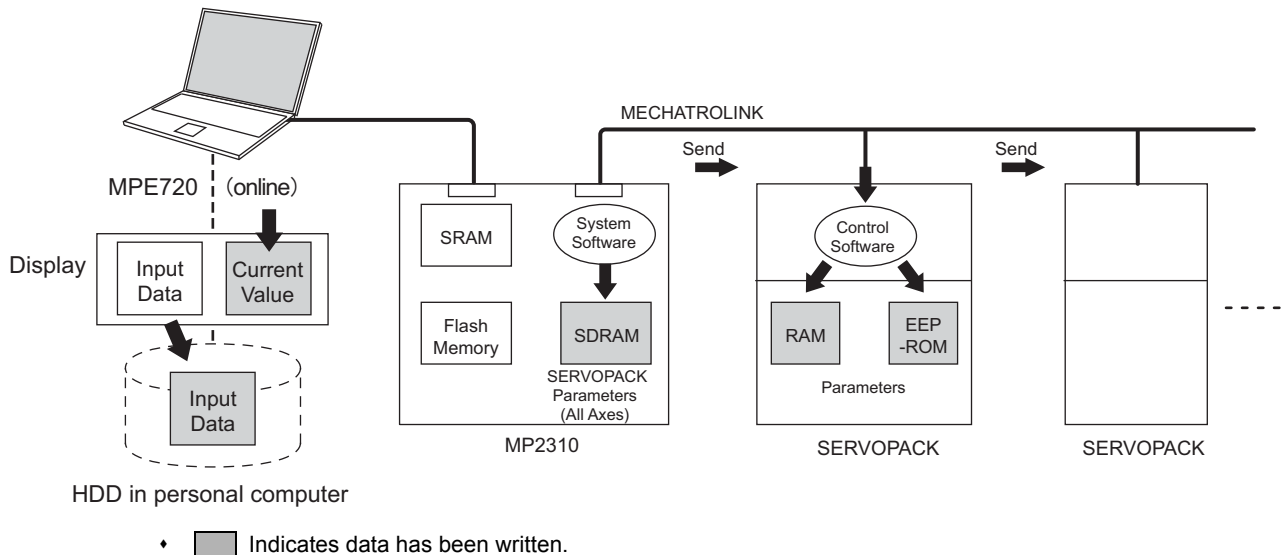 MECHATROLINK
Send
Send
MPE720 (online)
Display
Input
Data
Current
Value
Input
Data
HDD in personal computer
SRAM
System
Software
Flash
Memory
SDRAM
SERVOPACK
Parameters
(All Axes)
MP2310
Control
Software
RAM
EEP
-ROM
Parameters
SERVOPACK
SERVOPACK
Indicates data has been written.